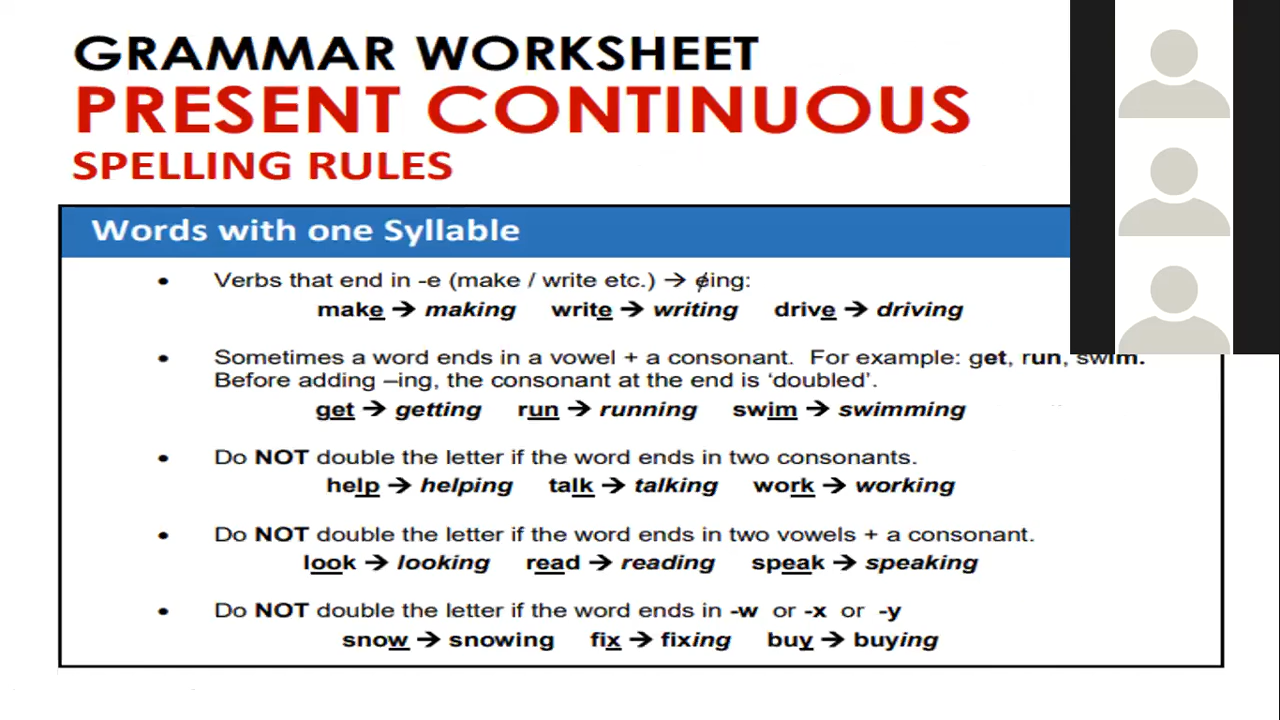 GRAMMAR WORKSHEET
PRESENT CONTINUOUS
SPELLING RULES
Words with one Syllable
• Verbs that end in -e (make / write etc.) → e̸ing:
make → making write → writing drive → driving
• Sometimes a word ends in a vowel + a consonant. For example: get, run, swim.
Before adding –ing, the consonant at the end is ‘doubled’.
get → getting run → running swim → swimming
• Do NOT double the letter if the word ends in two consonants.
help → helping talk → talking work → working
• Do NOT double the letter if the word ends in two vowels + a consonant.
look → looking read → reading speak → speaking
• Do NOT double the letter if the word ends in -w or -x or -y
snow → snowing fix → fixing buy → buying